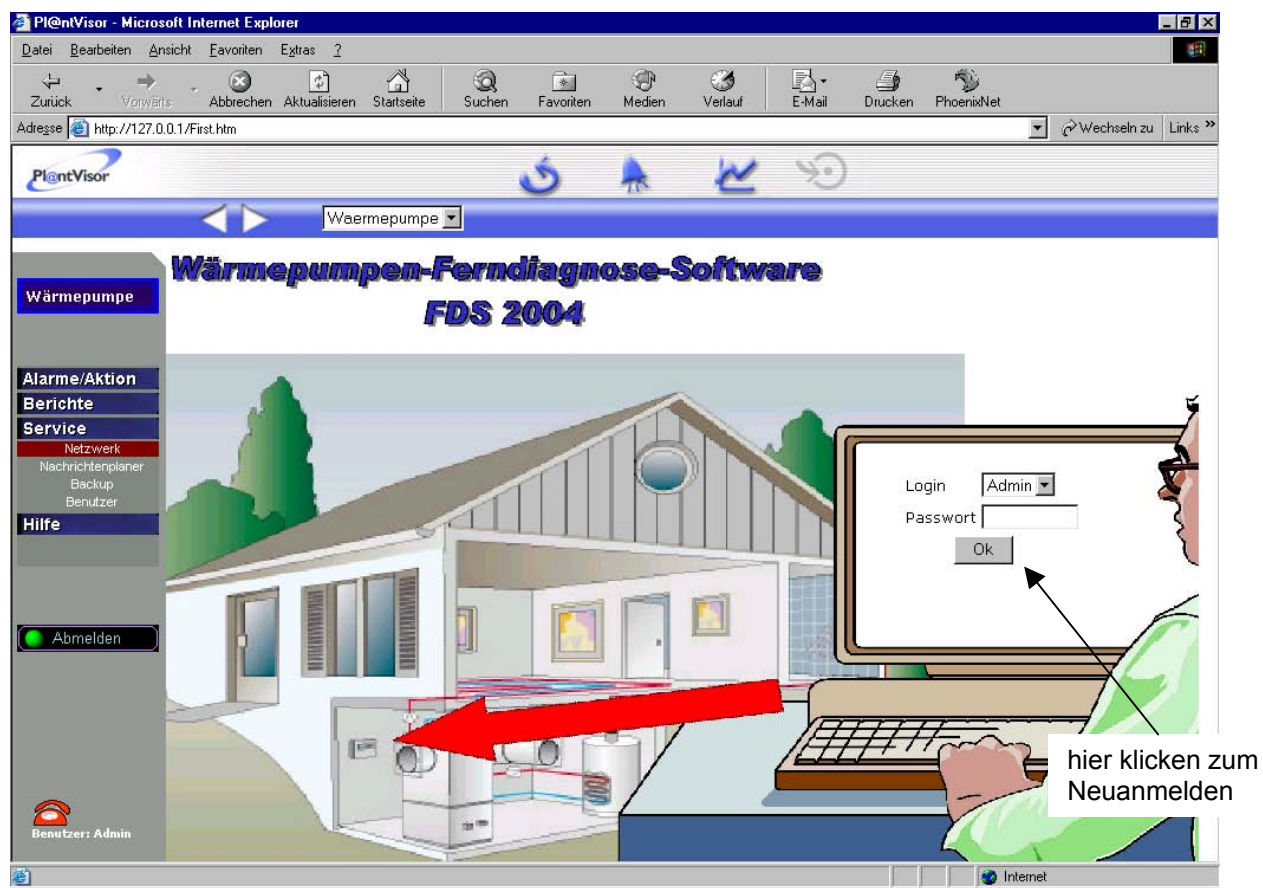 Pl@ntVisor - Microsoft Internet Explorer
Datei Bearbeiten Ansicht Favoriten Extras ?
Zurück Vorwärts Abbrechen Aktualisieren Startseite Suchen Favoriten Medien Verlauf E-Mail Drucken PhoenixNet
Adresse http://127.0.0.1/First.htm Wechseln zu Links »
Pl@ntVisor
Waermepumpe
Wärmepumpen-Ferndiagnose-Software
FDS 2004
Wärmepumpe
Alarme/Aktion
Berichte
Service
Netzwerk
Nachrichtenplaner
Backup
Benutzer
Hilfe
Abmelden
Benutzer: Admin
Login Admin
Passwort
Ok
hier klicken zum
Neuanmelden
Internet